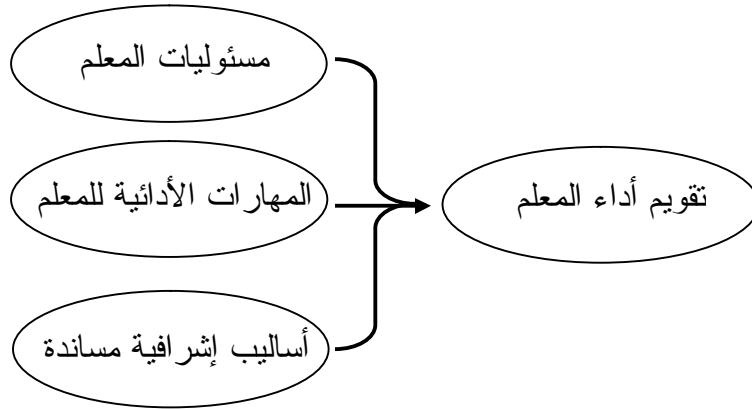 مسئوليات المعلم
المهارات الأدائية للمعلم
تقويم أداء المعلم
أساليب إشرافية مساندة